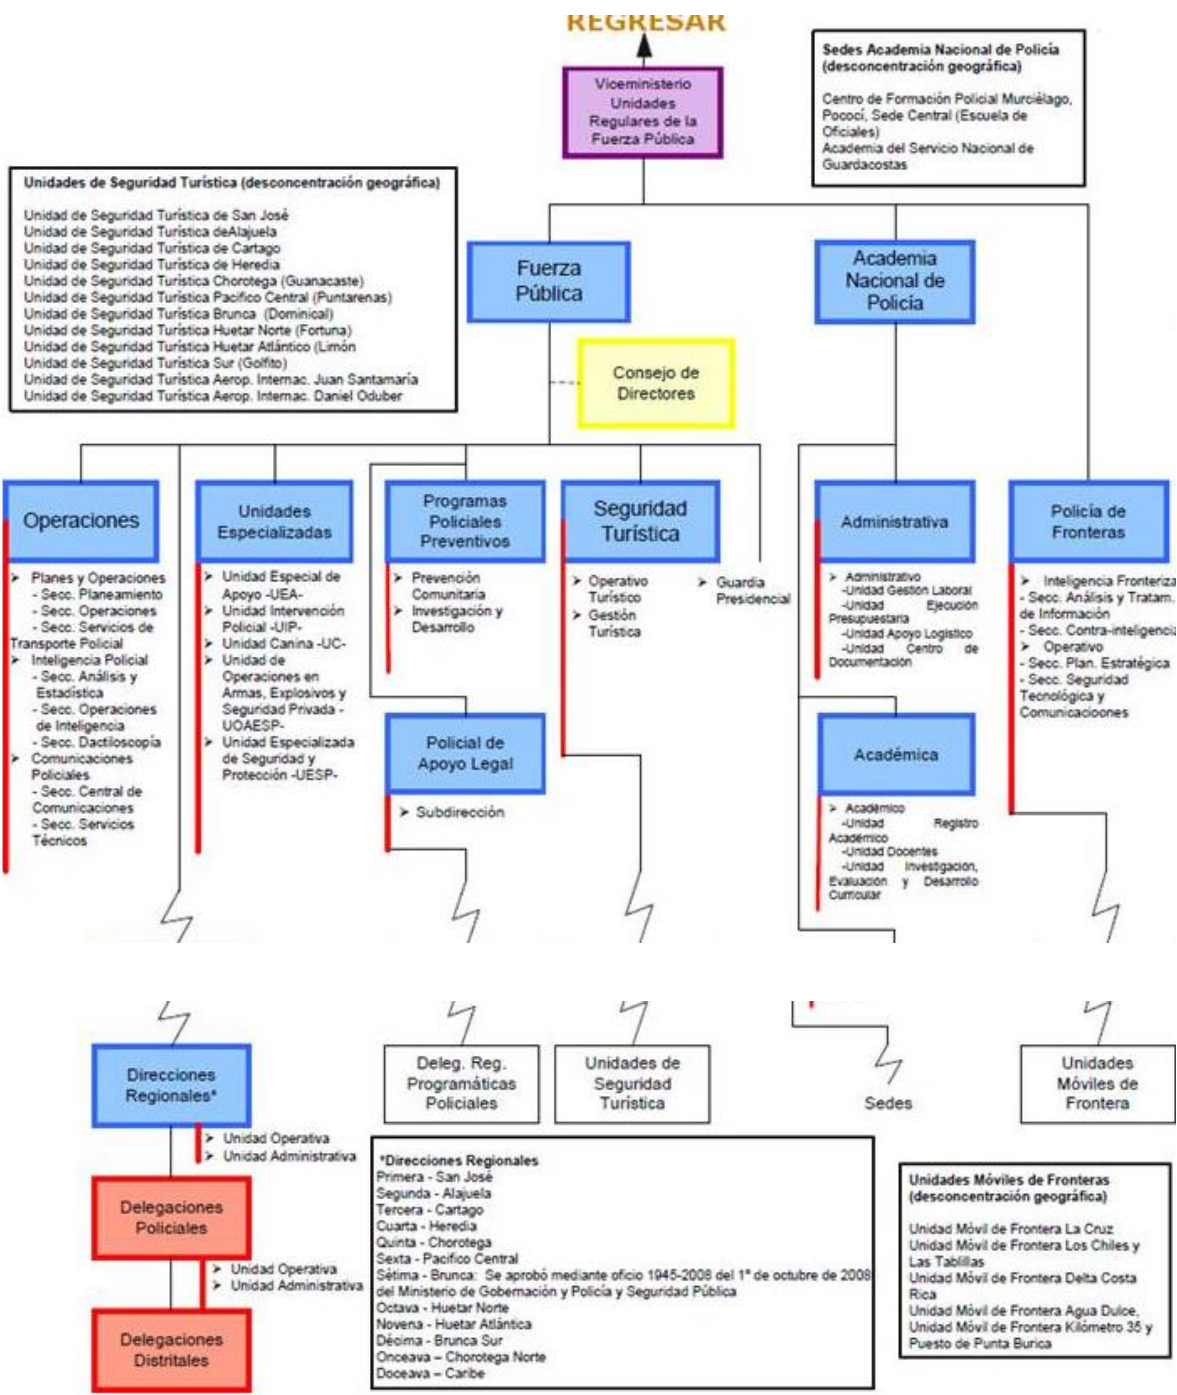 REGRESAR
Viceministerio
Unidades
Regulares de la
Fuerza Pública
Sedes Academia Nacional de Policía
(desconcentración geográfica)
Centro de Formación Policial Murciélago,
Pococí, Sede Central (Escuela de
Oficiales)
Academia del Servicio Nacional de
Guardacostas
Unidades de Seguridad Turística (desconcentración geográfica)
Unidad de Seguridad Turística de San José
Unidad de Seguridad Turística deAlajuela
Unidad de Seguridad Turística de Cartago
Unidad de Seguridad Turística de Heredia
Unidad de Seguridad Turística Chorotega (Guanacaste)
Unidad de Seguridad Turística Pacifico Central (Puntarenas)
Unidad de Seguridad Turística Brunca (Dominical)
Unidad de Seguridad Turística Huetar Norte (Fortuna)
Unidad de Seguridad Turística Huetar Atlántico (Limón
Unidad de Seguridad Turística Sur (Golfito)
Unidad de Seguridad Turística Aerop. Internac. Juan Santamaría
Unidad de Seguridad Turística Aerop. Internac. Daniel Oduber
Fuerza
Pública
Academia
Nacional de
Policía
Consejo de
Directores
Operaciones
➢ Planes y Operaciones
- Secc. Planeamiento
- Secc. Operaciones
- Secc. Servicios de
Transporte Policial
➢ Inteligencia Policial
- Secc. Análisis y
Estadística
- Secc. Operaciones
de Inteligencia
- Secc. Dactiloscopía
➢ Comunicaciones
Policiales
- Secc. Central de
Comunicaciones
- Secc. Servicios
Técnicos
Unidades
Especializadas
➢ Unidad Especial de
Apoyo -UEA-
➢ Unidad Intervención
Policial -UIP-
➢ Unidad Canina -UC-
➢ Unidad de
Operaciones en
Armas, Explosivos y
Seguridad Privada -
UOAESP-
➢ Unidad Especializada
de Seguridad y
Protección -UESP-
Programas
Policiales
Preventivos
➢ Prevención
Comunitaria
➢ Investigación y
Desarrollo
Policial de
Apoyo Legal
➢ Subdirección
Seguridad
Turística
➢ Operativo
Turístico
➢ Gestión
Turística
➢ Guardia
Presidencial
Administrativa
➢ Administrativo
-Unidad Gestión Laboral
-Unidad Ejecución
Presupuestaria
-Unidad Apoyo Logístico
-Unidad Centro de
Documentación
Académica
➢ Académico
-Unidad Registro
Académico
-Unidad Docentes
-Unidad Investigación,
Evaluación y Desarrollo
Curricular
Policía de
Fronteras
➢ Inteligencia Fronteriza
- Secc. Análisis y Tratam.
de Información
- Secc. Contra-inteligencia
➢ Operativo
- Secc. Plan. Estratégica
- Secc. Seguridad
Tecnológica y
Comunicacioones
Direcciones
Regionales*
➢ Unidad Operativa
➢ Unidad Administrativa
Delegaciones
Policiales
➢ Unidad Operativa
➢ Unidad Administrativa
Delegaciones
Distritales
Deleg. Reg.
Programáticas
Policiales
Unidades de
Seguridad
Turística
Sedes
Unidades
Móviles de
Frontera
*Direcciones Regionales
Primera - San José
Segunda - Alajuela
Tercera - Cartago
Cuarta - Heredia
Quinta - Chorotega
Sexta - Pacifico Central
Sétima - Brunca: Se aprobó mediante oficio 1945-2008 del 1º de octubre de 2008
del Ministerio de Gobernación y Policía y Seguridad Pública
Octava - Huetar Norte
Novena - Huetar Atlántica
Décima - Brunca Sur
Onceava – Chorotega Norte
Doceava – Caribe
Unidades Móviles de Fronteras
(desconcentración geográfica)
Unidad Móvil de Frontera La Cruz
Unidad Móvil de Frontera Los Chiles y
Las Tablillas
Unidad Móvil de Frontera Delta Costa
Rica
Unidad Móvil de Frontera Agua Dulce,
Unidad Móvil de Frontera Kilómetro 35 y
Puesto de Punta Burica